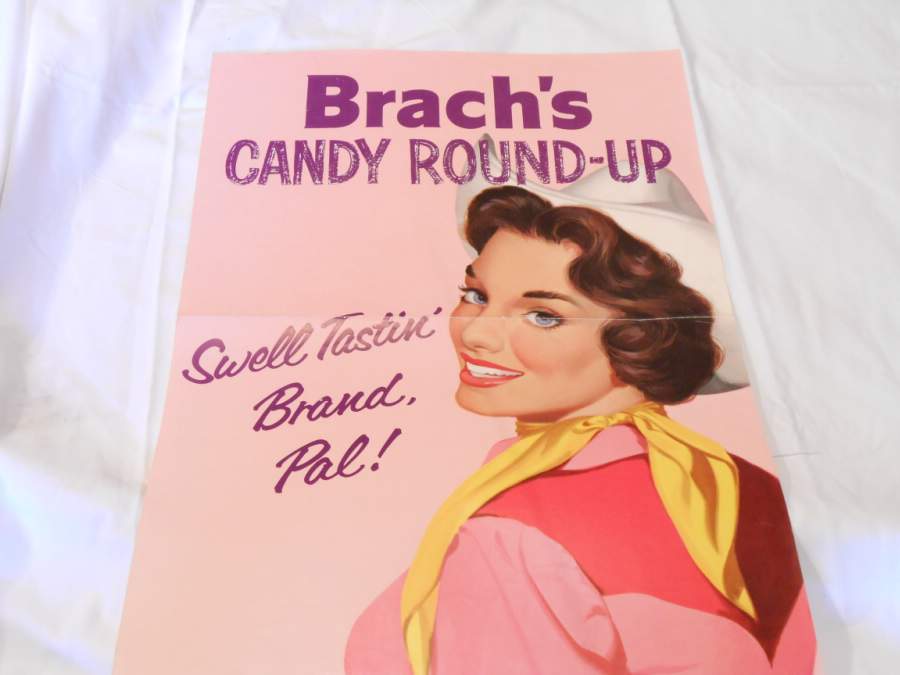 Brach's
CANDY ROUND-UP
Swell Tastin'
Brand,
Pal!